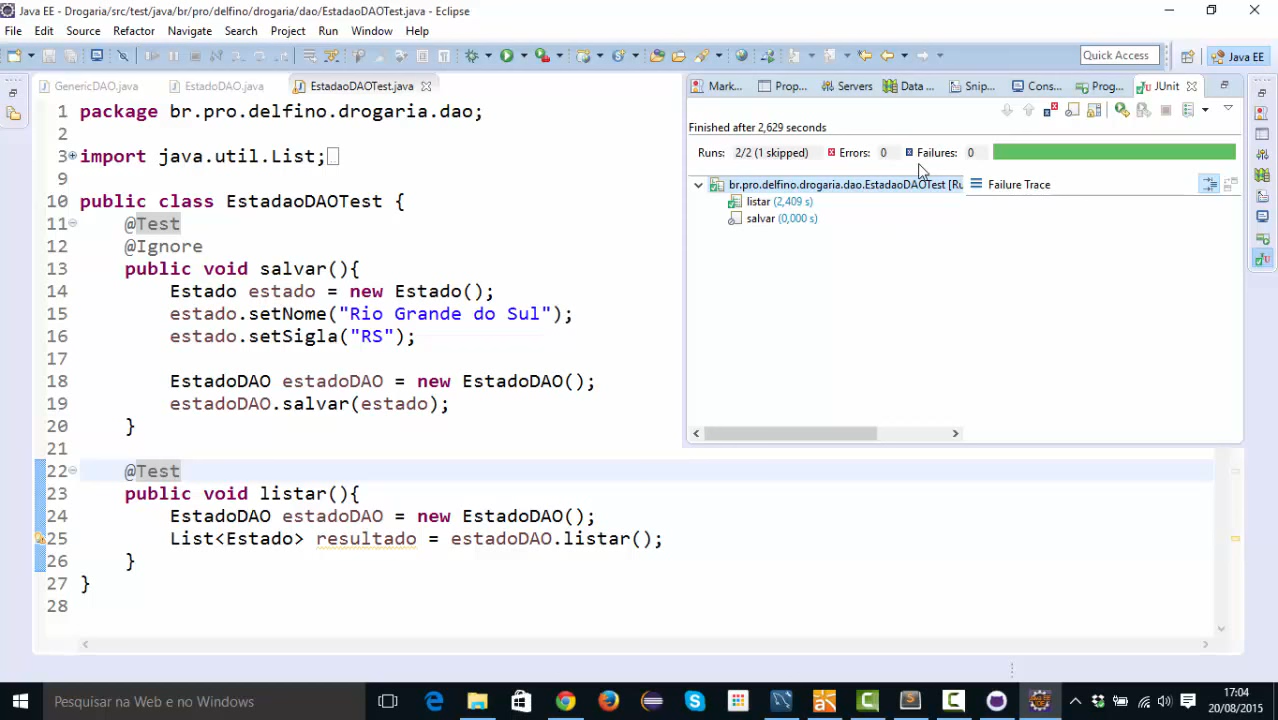 Java EE - Drogaria/src/test/java/br/pro/delfino/drogaria/dao/EstadaoDAOTest.java - Eclipse
File Edit Source Refactor Navigate Search Project Run Window Help
Quick Access
Java EE
GenericDAO.java EstadoDAO.java EstadaoDAOTest.java
Mark... Prop... Servers Data ... Snip... Cons... Prog... JUnit
Finished after 2,629 seconds
Runs: 2/2 (1 skipped) Errors: 0 Failures: 0
br.pro.delfino.drogaria.dao.EstadaoDAOTest [Ru
Failure Trace
listar (2,409 s)
salvar (0,000 s)
1 package br.pro.delfino.drogaria.dao;
2
3 import java.util.List;
9
10 public class EstadaoDAOTest {
11 @Test
12 @Ignore
13 public void salvar(){
14 Estado estado = new Estado();
15 estado.setNome("Rio Grande do Sul");
16 estado.setSigla("RS");
17
18 EstadoDAO estadoDAO = new EstadoDAO();
19 estadoDAO.salvar(estado);
20 }
21
22 @Test
23 public void listar(){
24 EstadoDAO estadoDAO = new EstadoDAO();
25 List<Estado> resultado = estadoDAO.listar();
26 }
27 }
28
Pesquisar na Web e no Windows
17:04
20/08/2015